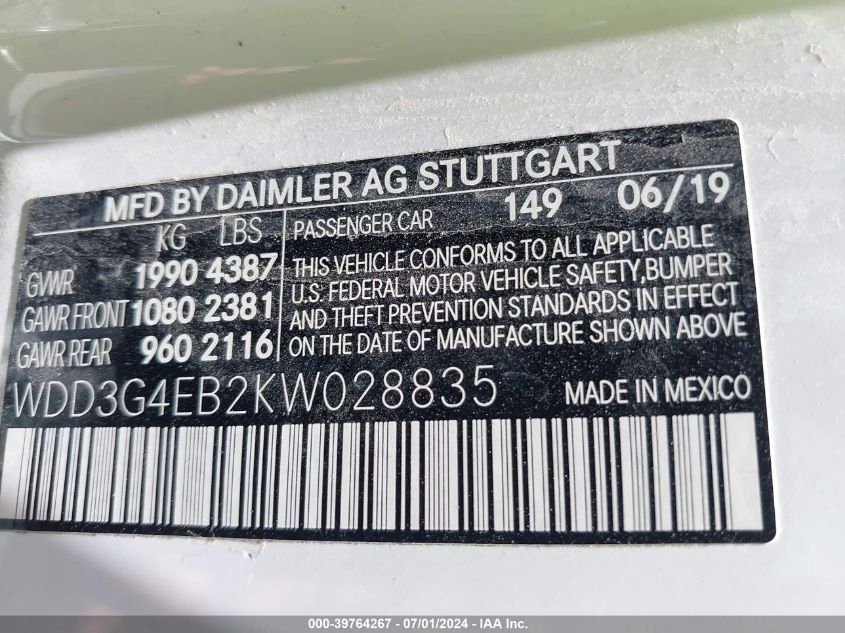 MFD BY DAIMLER AG STUTTGART
KG LBS
GVWR 1990 4387
GAWR FRONT 1080 2381
GAWR REAR 960 2116
PASSENGER CAR 149 06/19
THIS VEHICLE CONFORMS TO ALL APPLICABLE
U.S. FEDERAL MOTOR VEHICLE SAFETY, BUMPER
AND THEFT PREVENTION STANDARDS IN EFFECT
ON THE DATE OF MANUFACTURE SHOWN ABOVE
WDD3G4EB2KW028835 MADE IN MEXICO
000-39764267 - 07/01/2024 - IAA Inc.